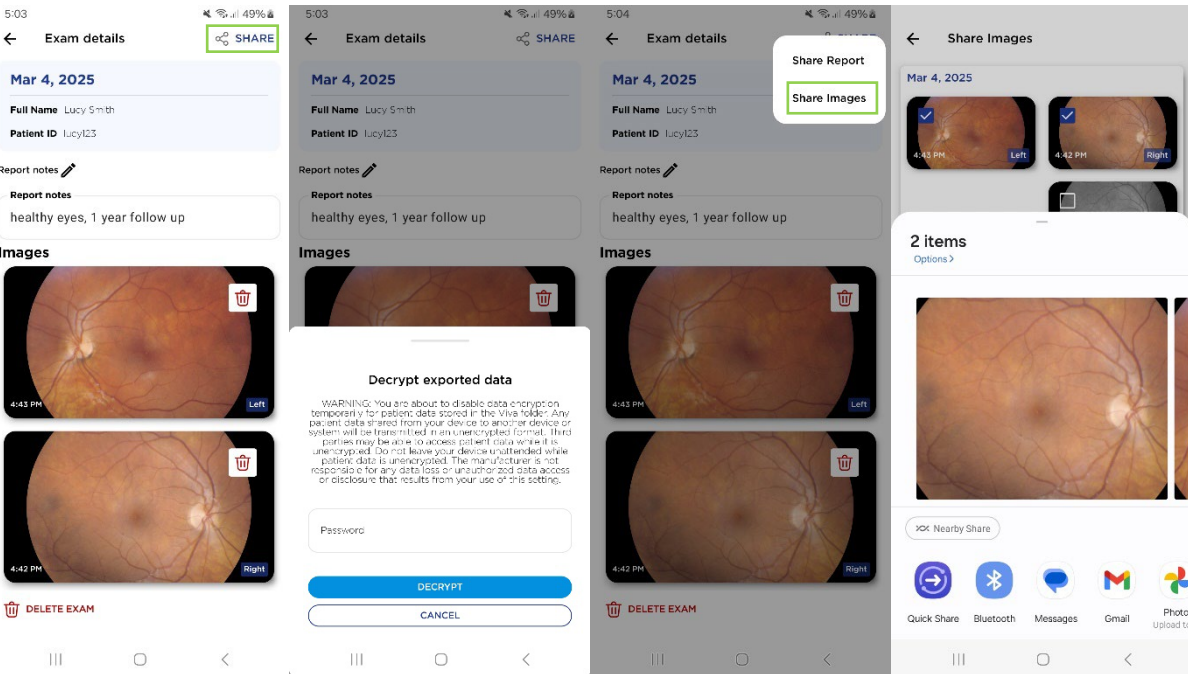 5:03
49%
Exam details
SHARE
Mar 4, 2025
Full Name Lucy Smith
Patient ID lucy123
Report notes
Report notes
healthy eyes, 1 year follow up
Images
4:43 PM
Left
4:42 PM
Right
DELETE EXAM
5:03
49%
Exam details
SHARE
Mar 4, 2025
Full Name Lucy Smith
Patient ID lucy123
Report notes
Report notes
healthy eyes, 1 year follow up
Images
Decrypt exported data
WARNING: You are about to disable data encryption
temporarily for patient data stored in the Viva folder. Any
patient data shared from your device to another device or
system will be transmitted in an unencrypted format. Third
parties may be able to access patient data while it is
unencrypted. Do not leave your device unattended while
patient data is unencrypted. The manufacturer is not
responsible for any data loss or unauthorized data access
or disclosure that results from your use of this setting.
Password
DECRYPT
CANCEL
5:04
49%
Exam details
Share Report
Share Images
Mar 4, 2025
Full Name Lucy Smith
Patient ID lucy123
Report notes
Report notes
healthy eyes, 1 year follow up
Images
4:43 PM
Left
4:42 PM
Right
DELETE EXAM
Share Images
Mar 4, 2025
4:43 PM
Left
4:42 PM
Right
2 items
Options >
Nearby Share
Quick Share
Bluetooth
Messages
Gmail
Photo
Upload to